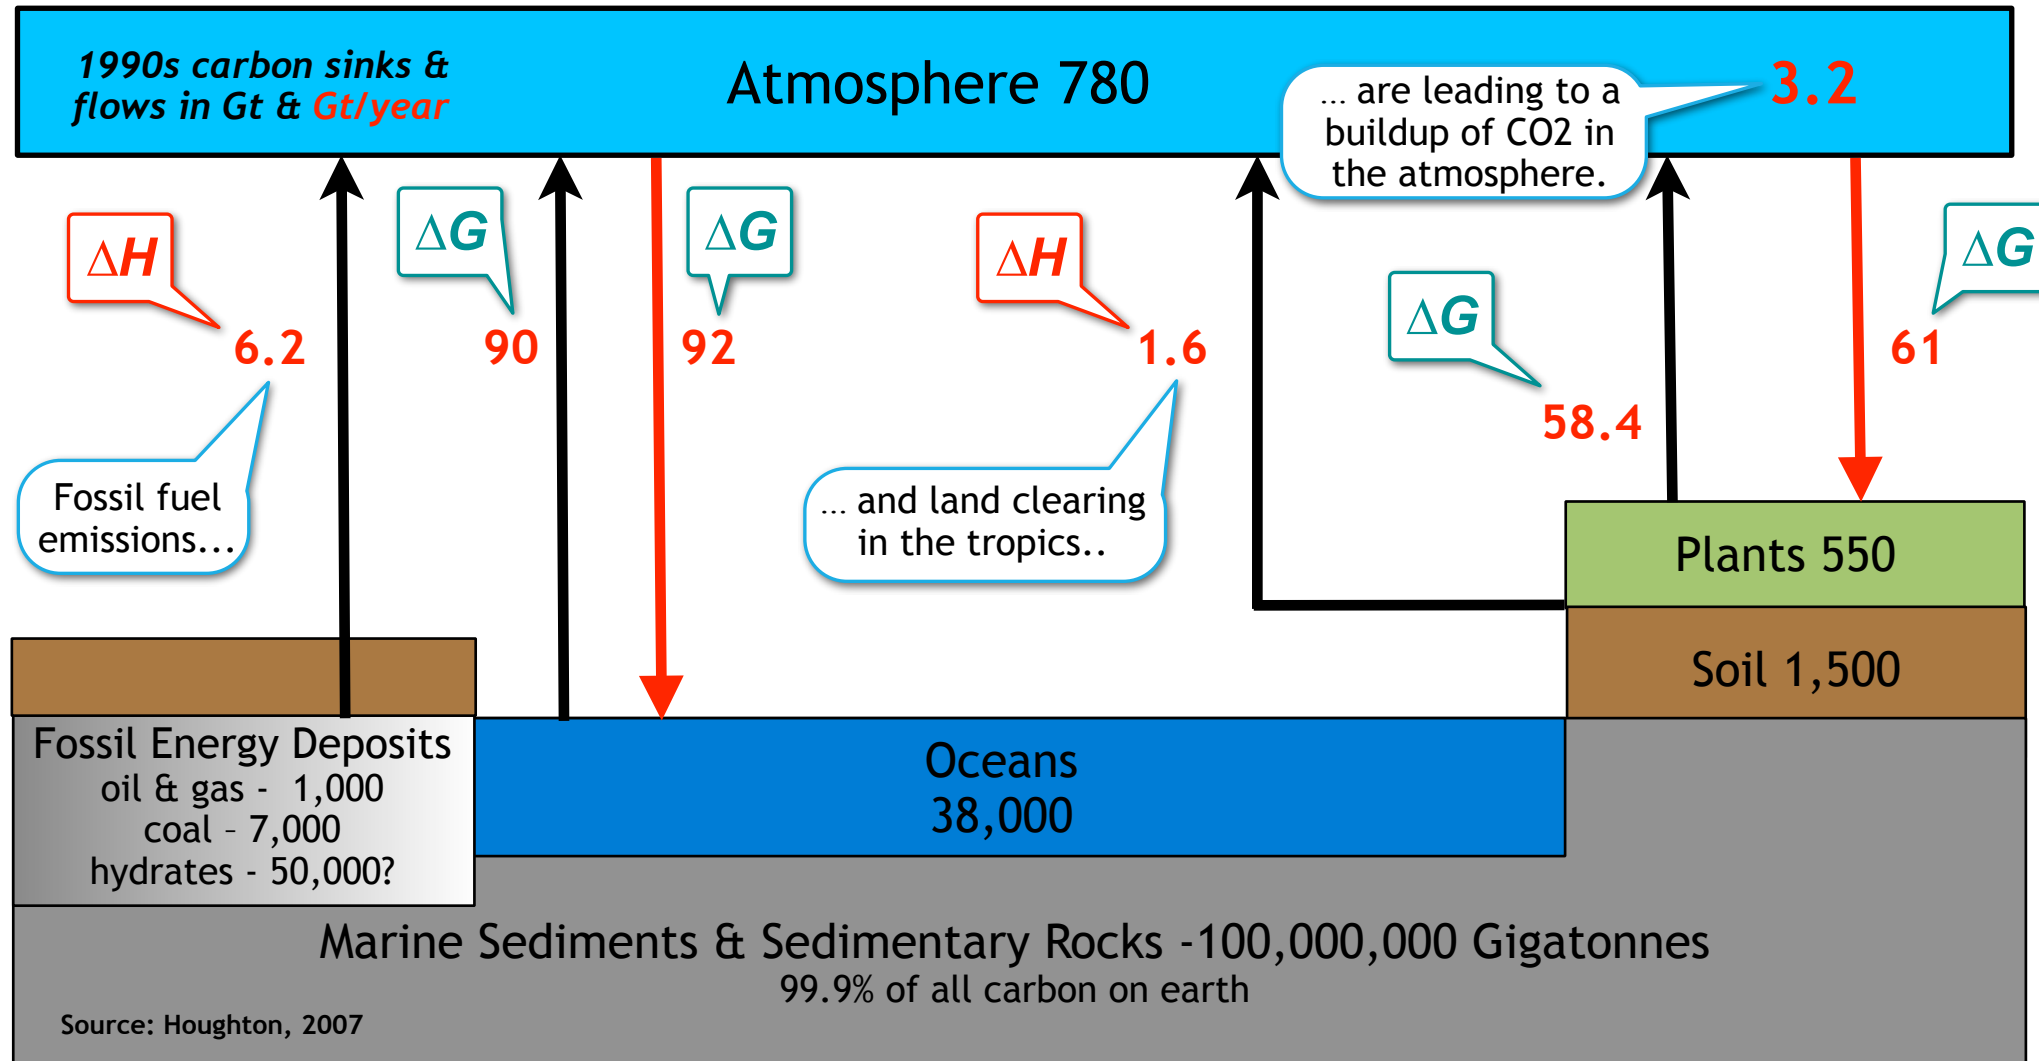 1990s carbon sinks &
flows in Gt & Gt/year
Atmosphere 780
... are leading to a
buildup of CO2 in
the atmosphere.
3.2
ΔH
ΔG
ΔG
ΔH
ΔG
ΔG
6.2
90
92
1.6
58.4
61
Fossil fuel
emissions...
... and land clearing
in the tropics..
Plants 550
Soil 1,500
Fossil Energy Deposits
oil & gas - 1,000
coal – 7,000
hydrates - 50,000?
Oceans
38,000
Marine Sediments & Sedimentary Rocks -100,000,000 Gigatonnes
99.9% of all carbon on earth
Source: Houghton, 2007